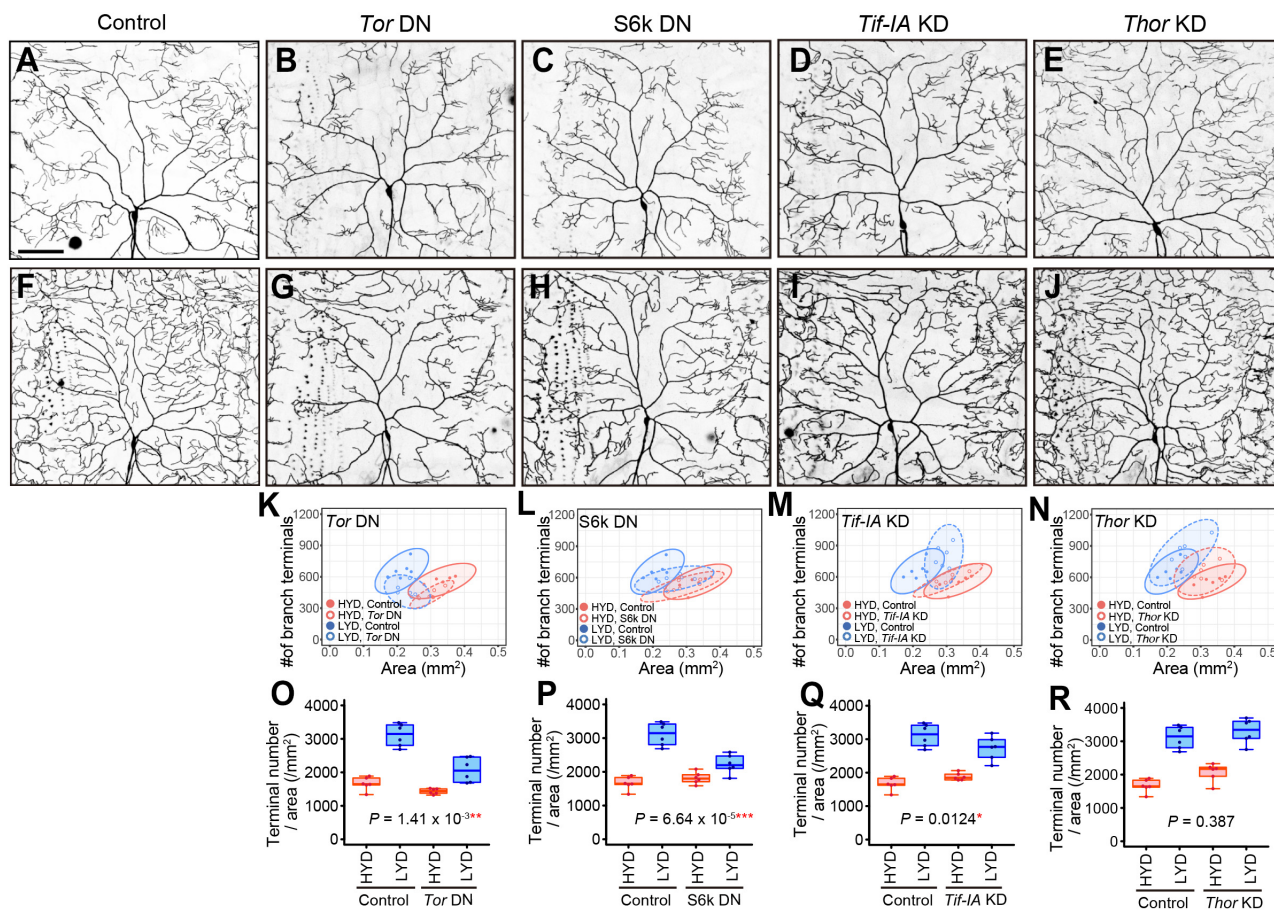 Control Tor DN S6k DN Tif-IA KD Thor KD
A B C D E
F G H I J
K L M N
Tor DN S6k DN Tif-IA KD Thor KD
#of branch terminals
1200
900
600
300
0
HYD, Control
HYD, Tor DN
LYD, Control
LYD, Tor DN
0.0 0.1 0.2 0.3 0.4 0.5
Area (mm²)
#of branch terminals
1200
900
600
300
0
HYD, Control
HYD, S6k DN
LYD, Control
LYD, S6k DN
0.0 0.1 0.2 0.3 0.4 0.5
Area (mm²)
#of branch terminals
1200
900
600
300
0
HYD, Control
HYD, Tif-IA KD
LYD, Control
LYD, Tif-IA KD
0.0 0.1 0.2 0.3 0.4 0.5
Area (mm²)
#of branch terminals
1200
900
600
300
0
HYD, Control
HYD, Thor KD
LYD, Control
LYD, Thor KD
0.0 0.1 0.2 0.3 0.4 0.5
Area (mm²)
O P Q R
Terminal number
/ area (/mm²)
4000
3000
2000
1000
0
P = 1.41 x 10⁻³**
HYD LYD HYD LYD
Control Tor DN
Terminal number
/ area (/mm²)
4000
3000
2000
1000
0
P = 6.64 x 10⁻⁵***
HYD LYD HYD LYD
Control S6k DN
Terminal number
/ area (/mm²)
4000
3000
2000
1000
0
P = 0.0124*
HYD LYD HYD LYD
Control Tif-IA KD
Terminal number
/ area (/mm²)
4000
3000
2000
1000
0
P = 0.387
HYD LYD HYD LYD
Control Thor KD